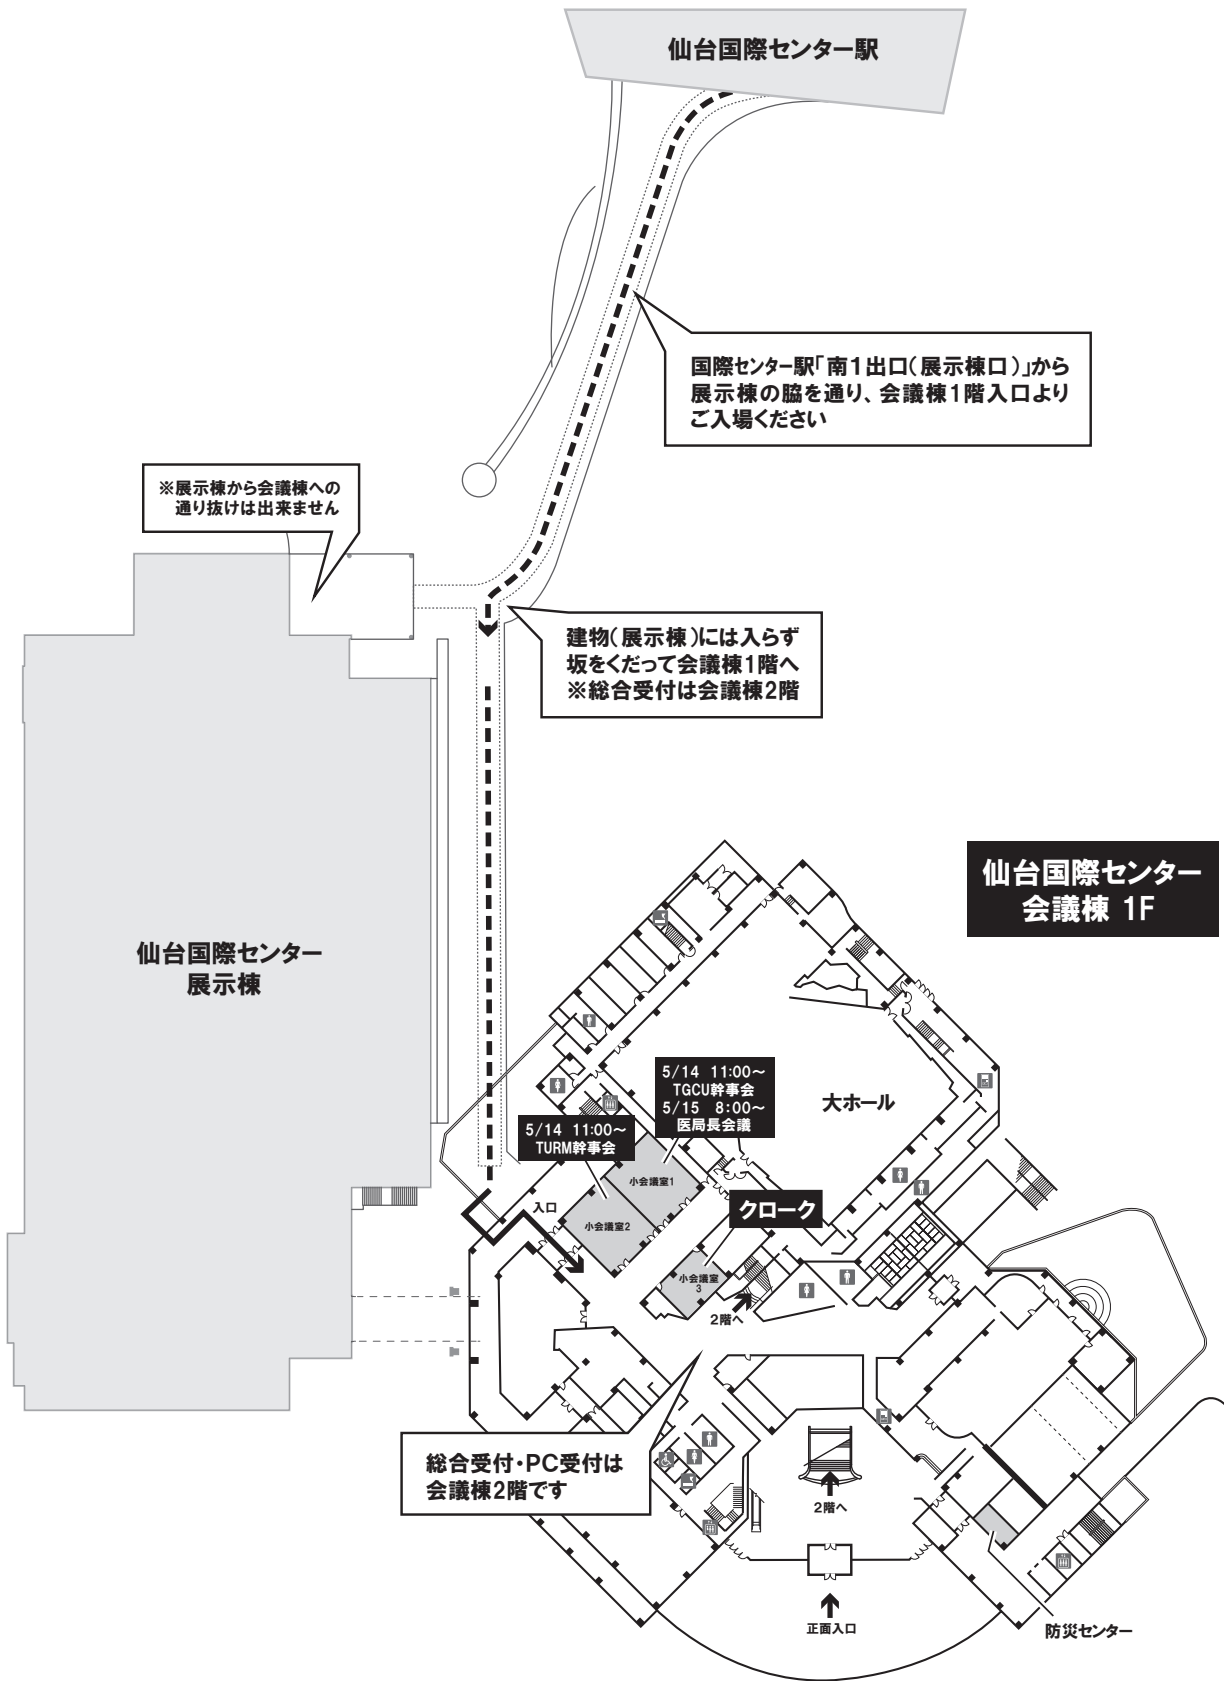 仙台国際センター駅
国際センター駅「南1出口(展示棟口)」から
展示棟の脇を通り、会議棟1階入口より
ご入場ください
※展示棟から会議棟への
通り抜けは出来ません
建物(展示棟)には入らず
坂をくだって会議棟1階へ
※総合受付は会議棟2階
仙台国際センター
会議棟 1F
仙台国際センター
展示棟
5/14 11:00～
TGCU幹事会
5/15 8:00～
医局長会議
大ホール
5/14 11:00～
TURM幹事会
小会議室1
入口
小会議室2
クローク
小会議室
3
2階へ
総合受付・PC受付は
会議棟2階です
2階へ
正面入口
防災センター